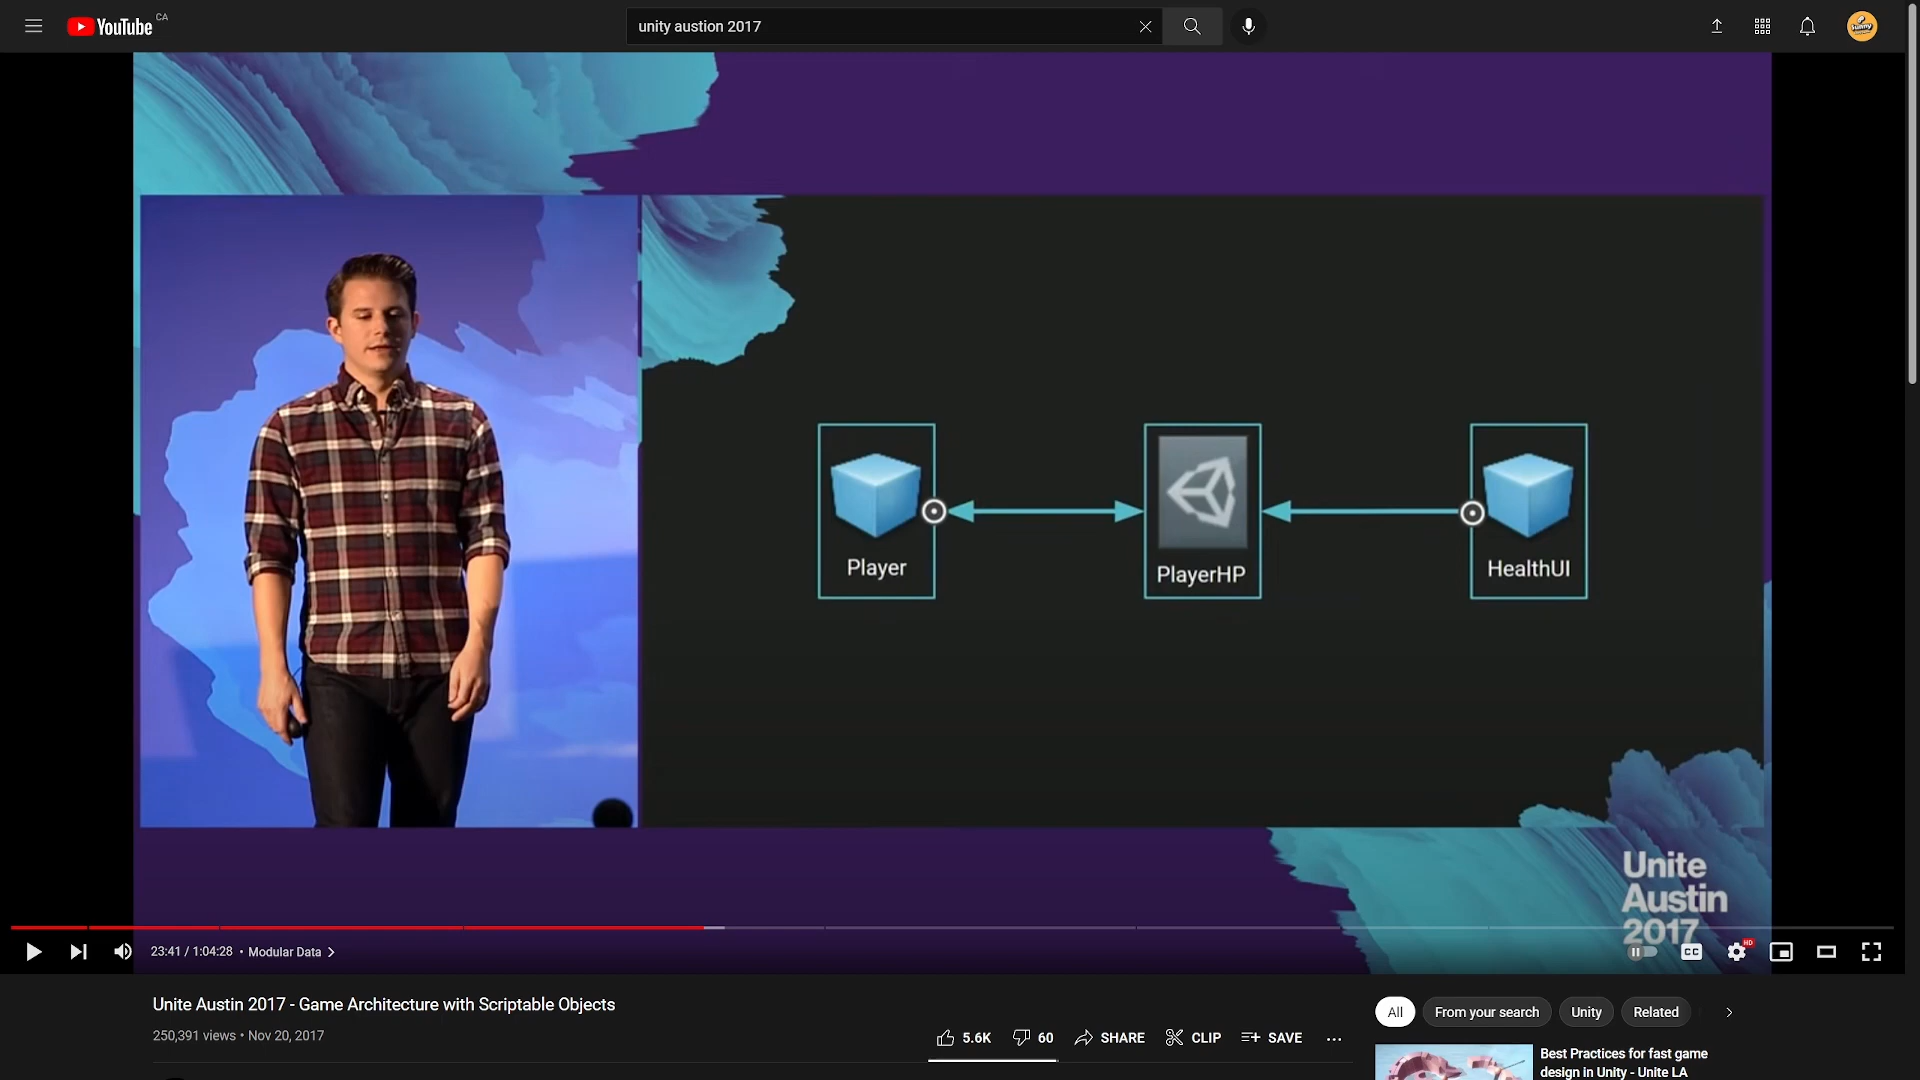 YouTube CA
unity austion 2017
Player
PlayerHP
HealthUI
Unite
Austin
2017
23:41 / 1:04:28 • Modular Data
CC
HD
Unite Austin 2017 - Game Architecture with Scriptable Objects
250,391 views • Nov 20, 2017
5.6K
60
SHARE
CLIP
SAVE
All
From your search
Unity
Related
Best Practices for fast game
design in Unity - Unite LA